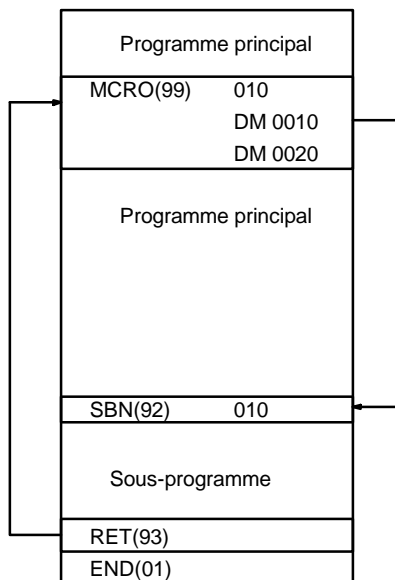 Programme principal
MCRO(99) 010
DM 0010
DM 0020
Programme principal
SBN(92) 010
Sous-programme
RET(93)
END(01)